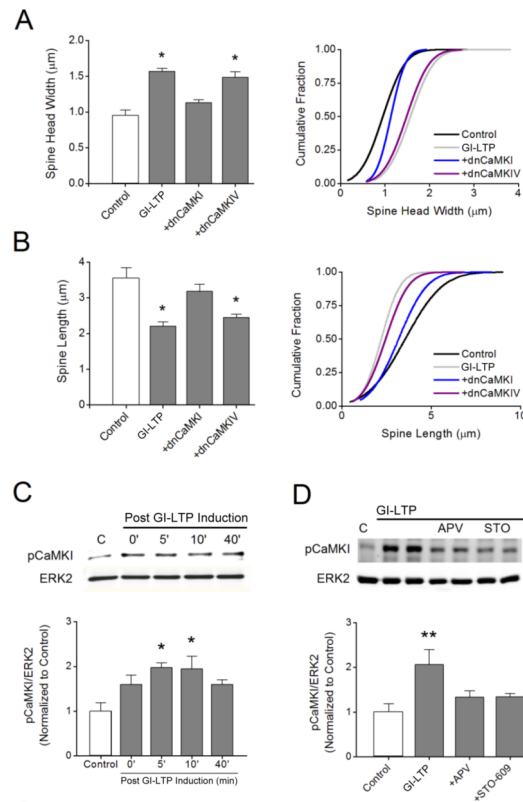 A
Spine Head Width (μm)
2.0
1.5
1.0
0.5
0.0
*
*
Control
GI-LTP
+dnCaMKI
+dnCaMKIV
Cumulative Fraction
1.00
0.75
0.50
0.25
0.00
Control
GI-LTP
+dnCaMKI
+dnCaMKIV
0 1 2 3 4
Spine Head Width (μm)
B
Spine Length (μm)
4
3
2
1
0
*
*
Control
GI-LTP
+dnCaMKI
+dnCaMKIV
Cumulative Fraction
1.00
0.75
0.50
0.25
0.00
Control
GI-LTP
+dnCaMKI
+dnCaMKIV
0 5 10
Spine Length (μm)
C
Post GI-LTP Induction
C 0' 5' 10' 40'
pCaMKI
ERK2
pCaMKI/ERK2
(Normalized to Control)
3
2
1
0
*
*
Control 0' 5' 10' 40'
Post GI-LTP Induction (min)
D
GI-LTP
C APV STO
pCaMKI
ERK2
pCaMKI/ERK2
(Normalized to Control)
3
2
1
0
**
Control
GI-LTP
+APV
+STO-609